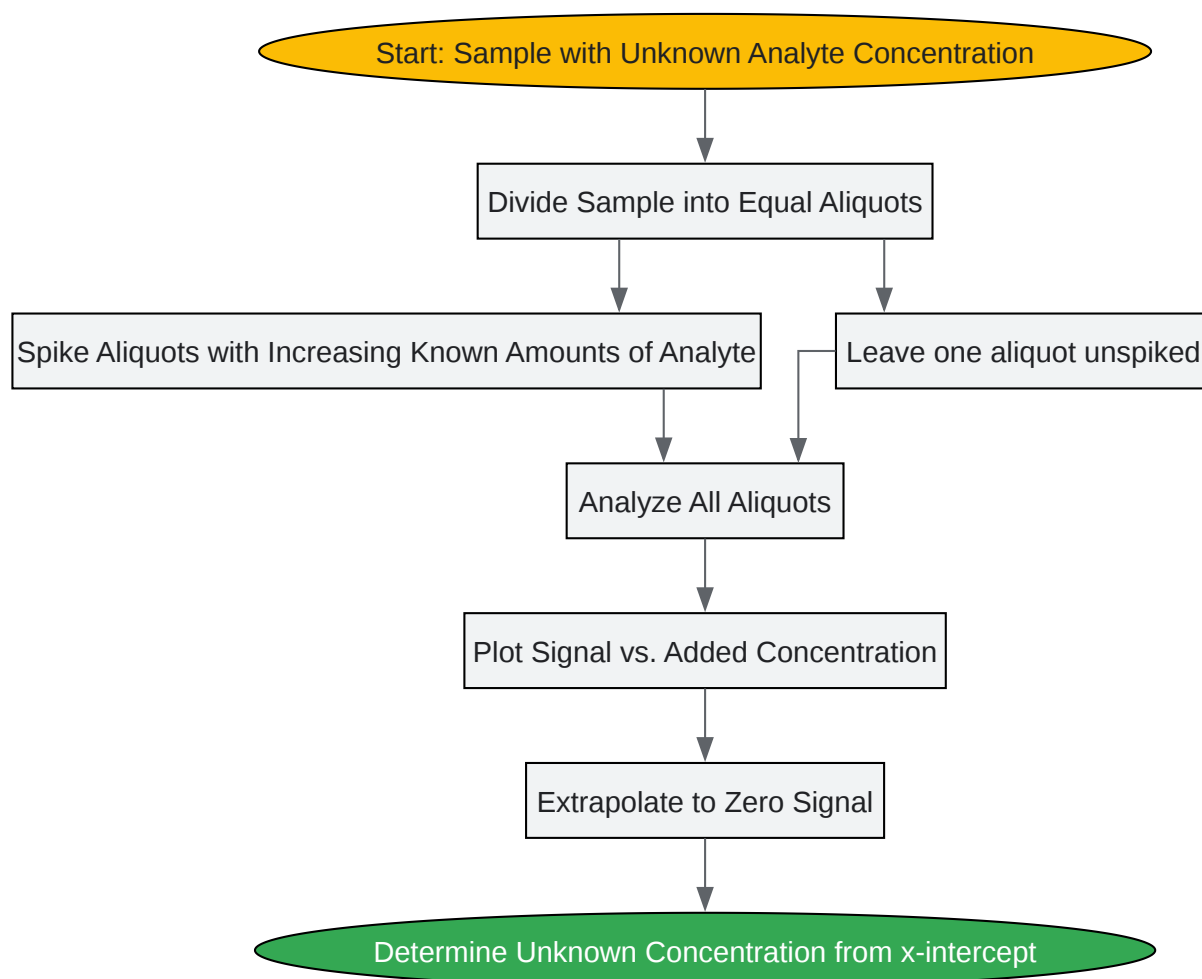 Start: Sample with Unknown Analyte Concentration
Divide Sample into Equal Aliquots
Spike Aliquots with Increasing Known Amounts of Analyte
Leave one aliquot unspiked
Analyze All Aliquots
Plot Signal vs. Added Concentration
Extrapolate to Zero Signal
Determine Unknown Concentration from x-intercept